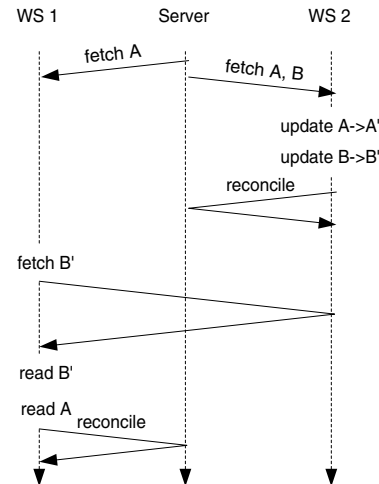 WS 1 Server WS 2
fetch A
fetch A, B
update A->A'
update B->B'
reconcile
fetch B'
read B'
read A
reconcile